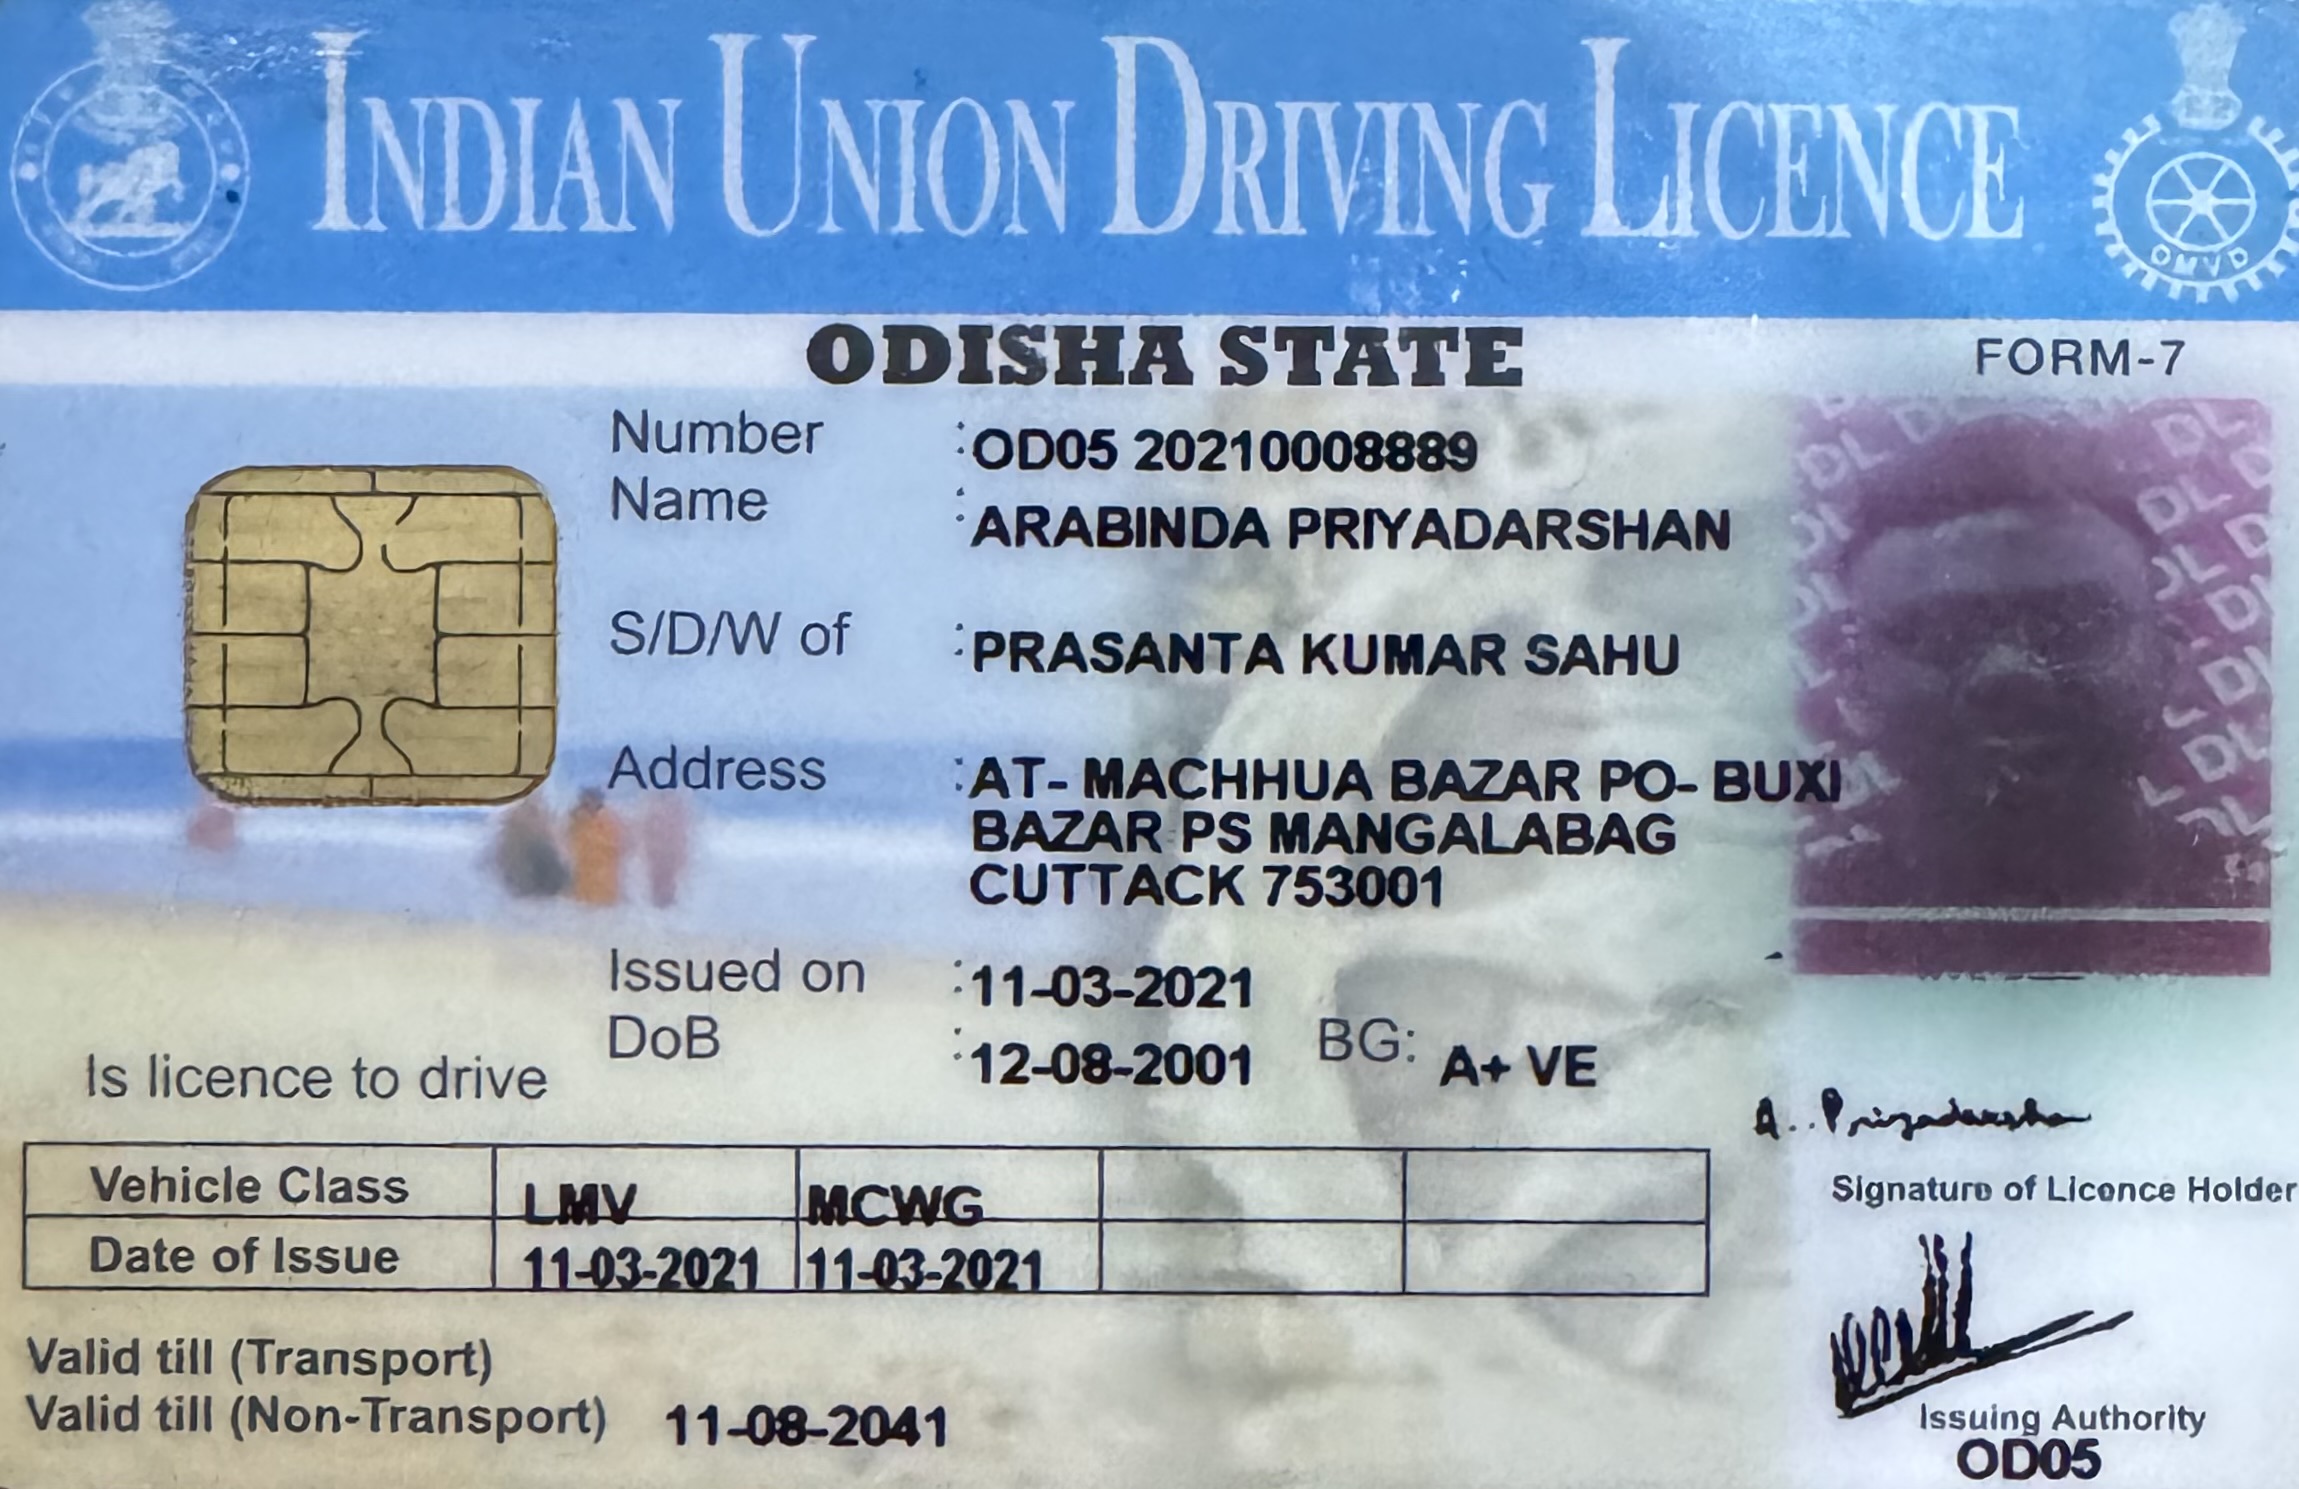 INDIAN UNION DRIVING LICENCE
OMVD
ODISHA STATE
FORM-7
Number : OD05 20210008889
Name : ARABINDA PRIYADARSHAN
S/D/W of : PRASANTA KUMAR SAHU
Address : AT- MACHHUA BAZAR PO- BUXI
BAZAR PS MANGALABAG
CUTTACK 753001
Issued on : 11-03-2021
DoB : 12-08-2001 BG: A+ VE
Is licence to drive
A. Priyadarshan
Signature of Licence Holder
Vehicle Class LMV MCWG
Date of Issue 11-03-2021 11-03-2021
Valid till (Transport)
Valid till (Non-Transport) 11-08-2041
Issuing Authority
OD05